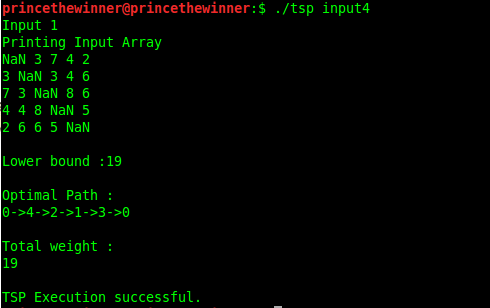 princethewinner@princethewinner:$ ./tsp input4
Input 1
Printing Input Array
NaN 3 7 4 2
3 NaN 3 4 6
7 3 NaN 8 6
4 4 8 NaN 5
2 6 6 5 NaN
Lower bound :19
Optimal Path :
0->4->2->1->3->0
Total weight :
19
TSP Execution successful.